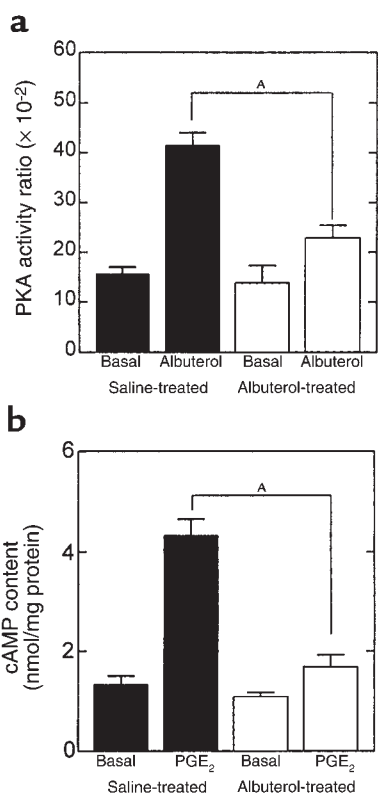 a
PKA activity ratio (× 10-2)
60
50
40
30
20
10
0
A
Basal Albuterol Basal Albuterol
Saline-treated Albuterol-treated
b
cAMP content
(nmol/mg protein)
6
4
2
0
A
Basal PGE2 Basal PGE2
Saline-treated Albuterol-treated